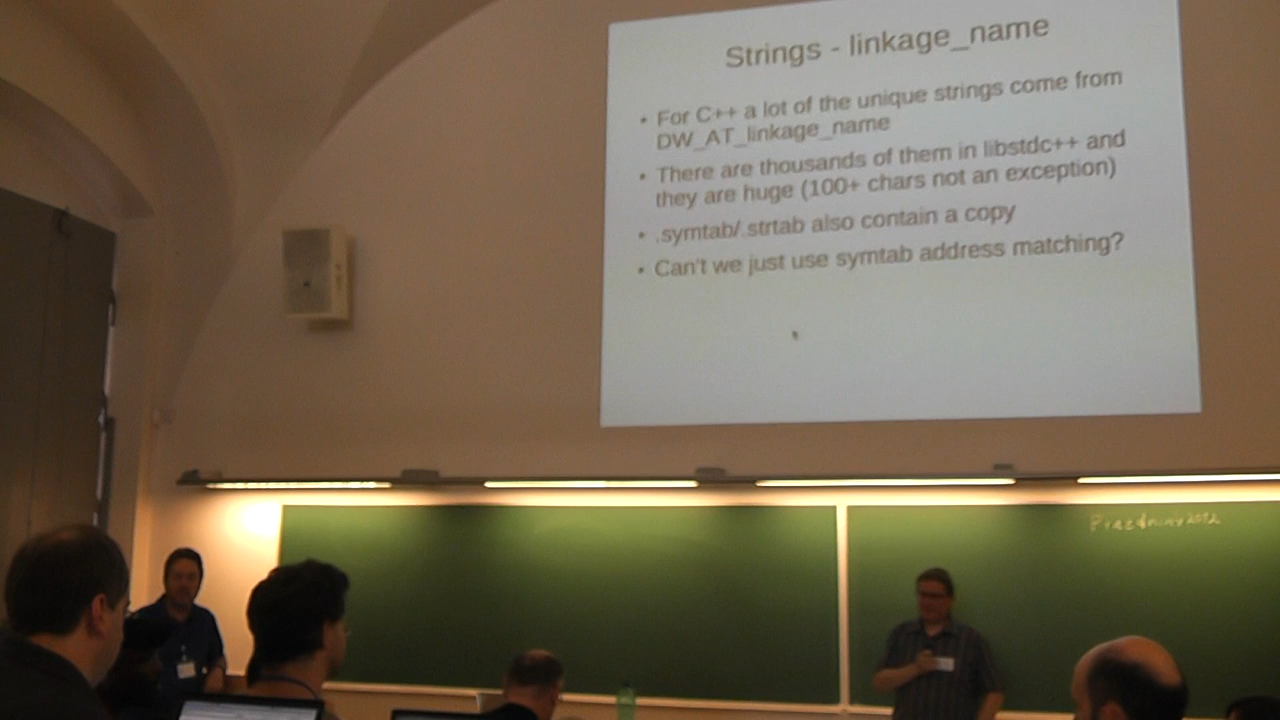 Strings - linkage_name
• For C++ a lot of the unique strings come from
DW_AT_linkage_name
• There are thousands of them in libstdc++ and
they are huge (100+ chars not an exception)
• .symtab/.strtab also contain a copy
• Can't we just use symtab address matching?